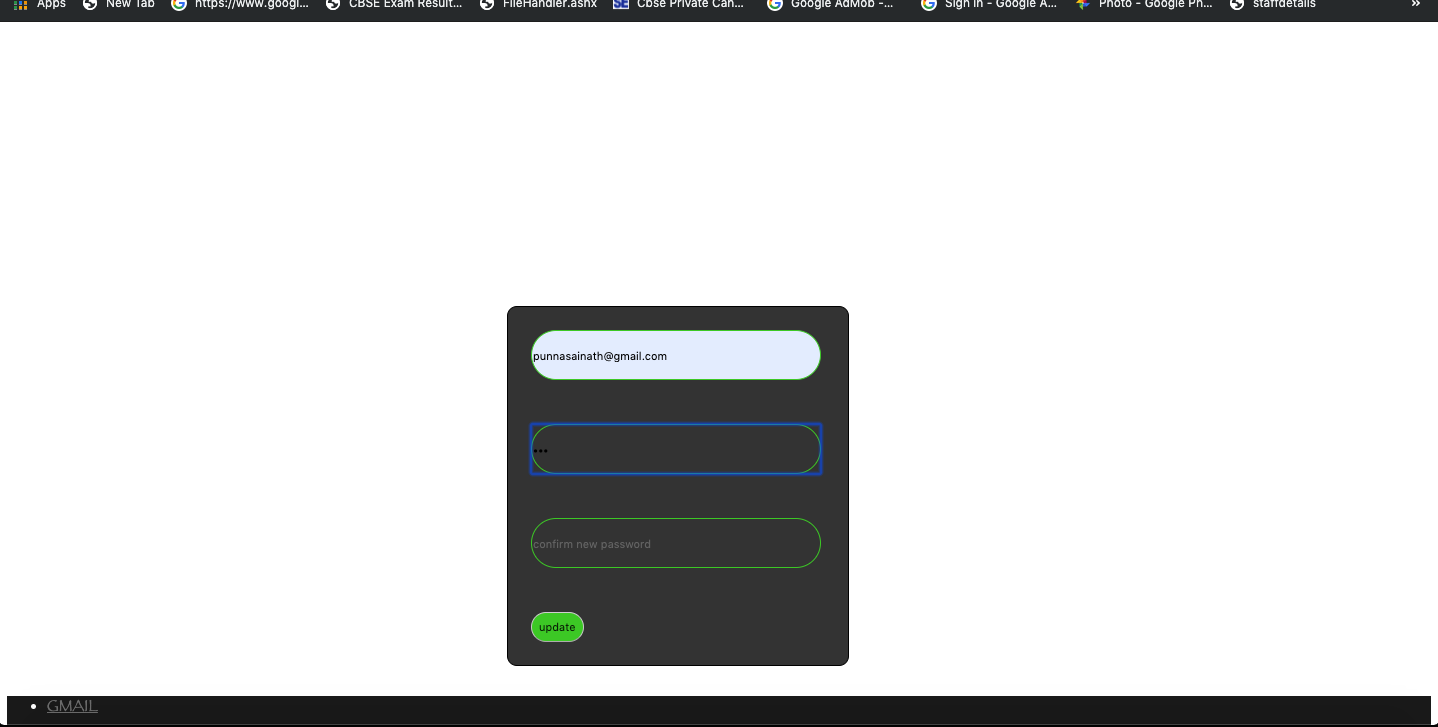 Apps New Tab https://www.googl... CBSE Exam Result... FileHandler.ashx Cbse Private Can... Google AdMob -... Sign in - Google A... Photo - Google Ph... staffdetails »
punnasainath@gmail.com
•••
confirm new password
update
• GMAIL